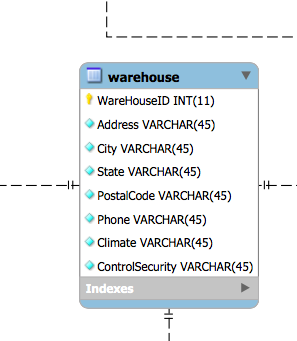 warehouse
WareHouseID INT(11)
Address VARCHAR(45)
City VARCHAR(45)
State VARCHAR(45)
PostalCode VARCHAR(45)
Phone VARCHAR(45)
Climate VARCHAR(45)
ControlSecurity VARCHAR(45)
Indexes